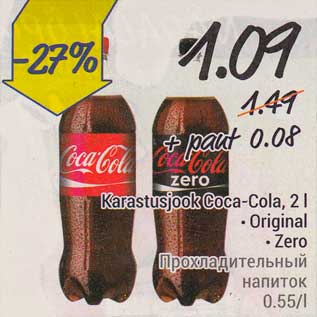 -27%
1.09
1.49
+ pant 0.08
Coca-Cola
Coca-Cola
zero
Karastusjook Coca-Cola, 2 l
• Original
• Zero
Прохладительный
напиток
0.55/l